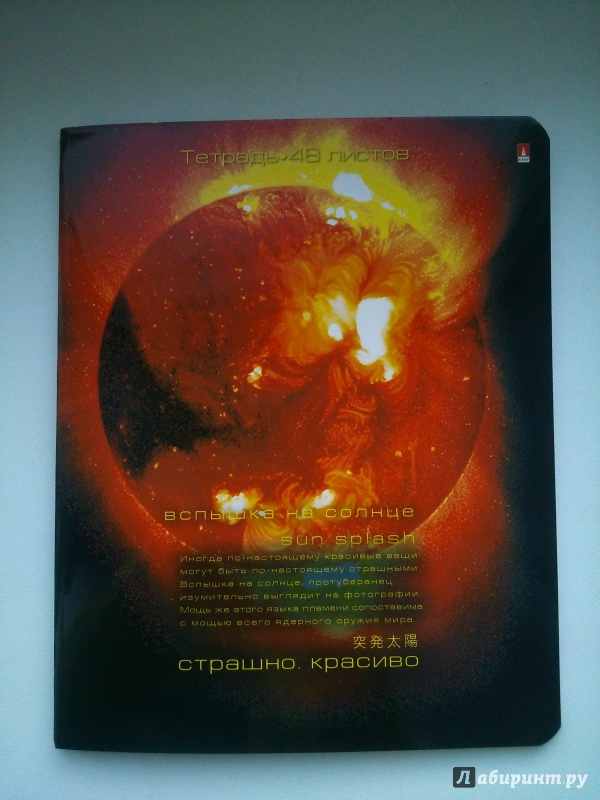 Тетрадь•48 листов
вспышка на солнце
sun splash
Иногда по-настоящему красивые вещи
могут быть по-настоящему страшными.
Вспышка на солнце, протуберанец,
изумительно выглядит на фотографии.
Мощь же этого языка пламени сопоставима
с мощью всего ядерного оружия мира.
突発太陽
страшно. красиво
Лабиринт.ру